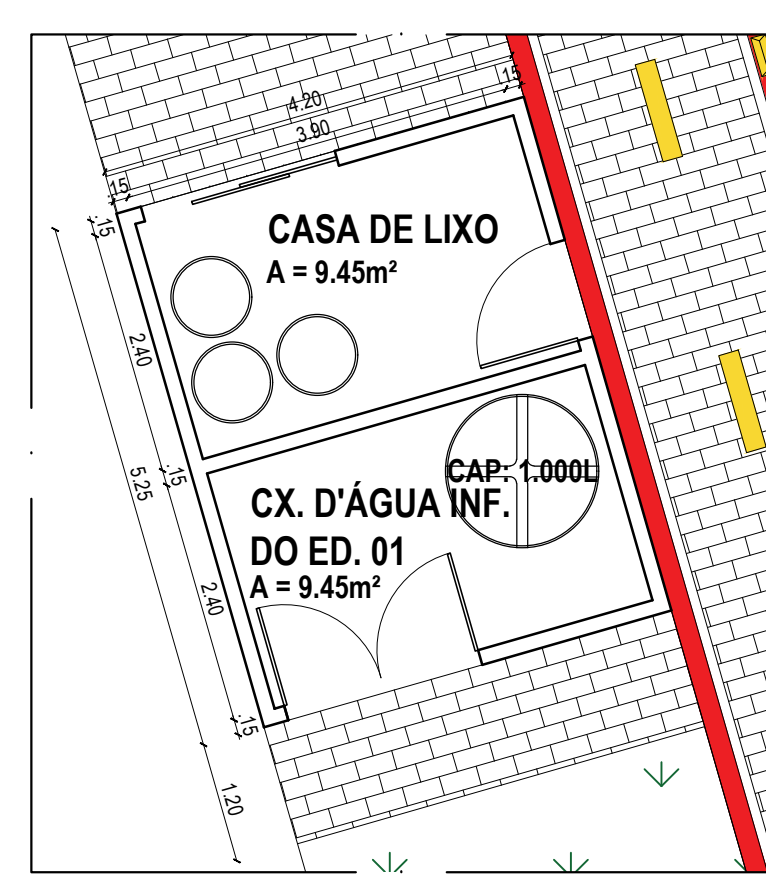 .15
4.20
3.90
.15
.15
CASA DE LIXO
A = 9.45m²
2.40
5.25
.15
CAP: 1.000L
CX. D'ÁGUA INF.
DO ED. 01
A = 9.45m²
2.40
.15
1.20